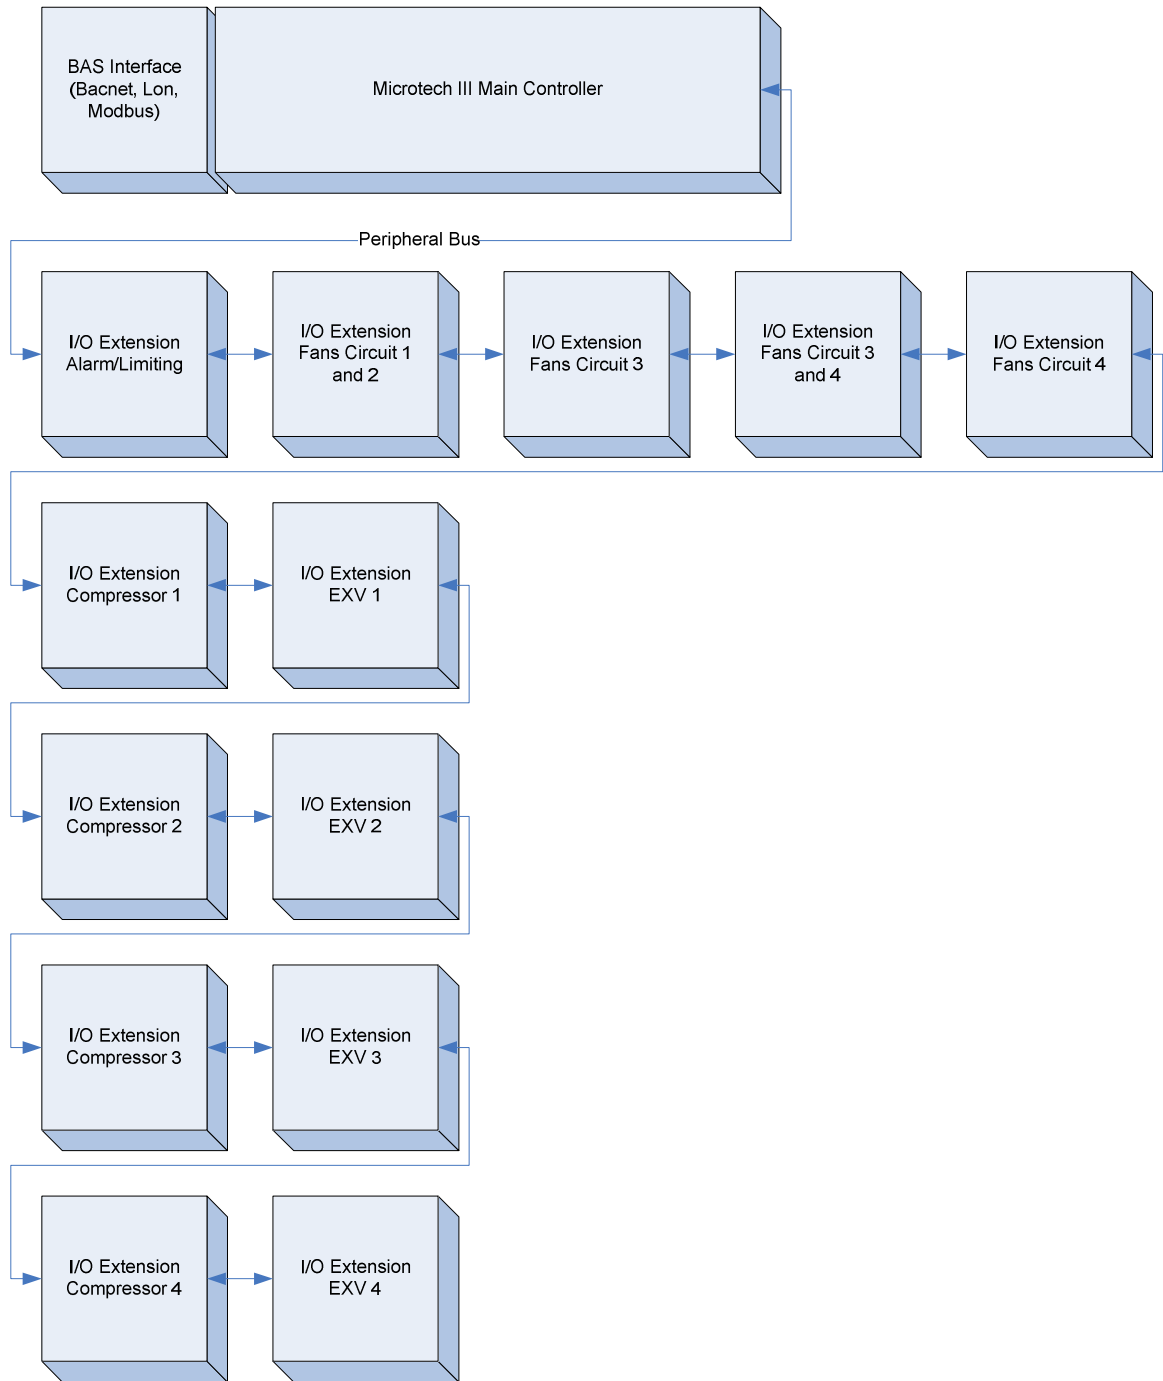 BAS Interface
(Bacnet, Lon,
Modbus)
Microtech III Main Controller
Peripheral Bus
I/O Extension
Alarm/Limiting
I/O Extension
Fans Circuit 1
and 2
I/O Extension
Fans Circuit 3
I/O Extension
Fans Circuit 3
and 4
I/O Extension
Fans Circuit 4
I/O Extension
Compressor 1
I/O Extension
EXV 1
I/O Extension
Compressor 2
I/O Extension
EXV 2
I/O Extension
Compressor 3
I/O Extension
EXV 3
I/O Extension
Compressor 4
I/O Extension
EXV 4